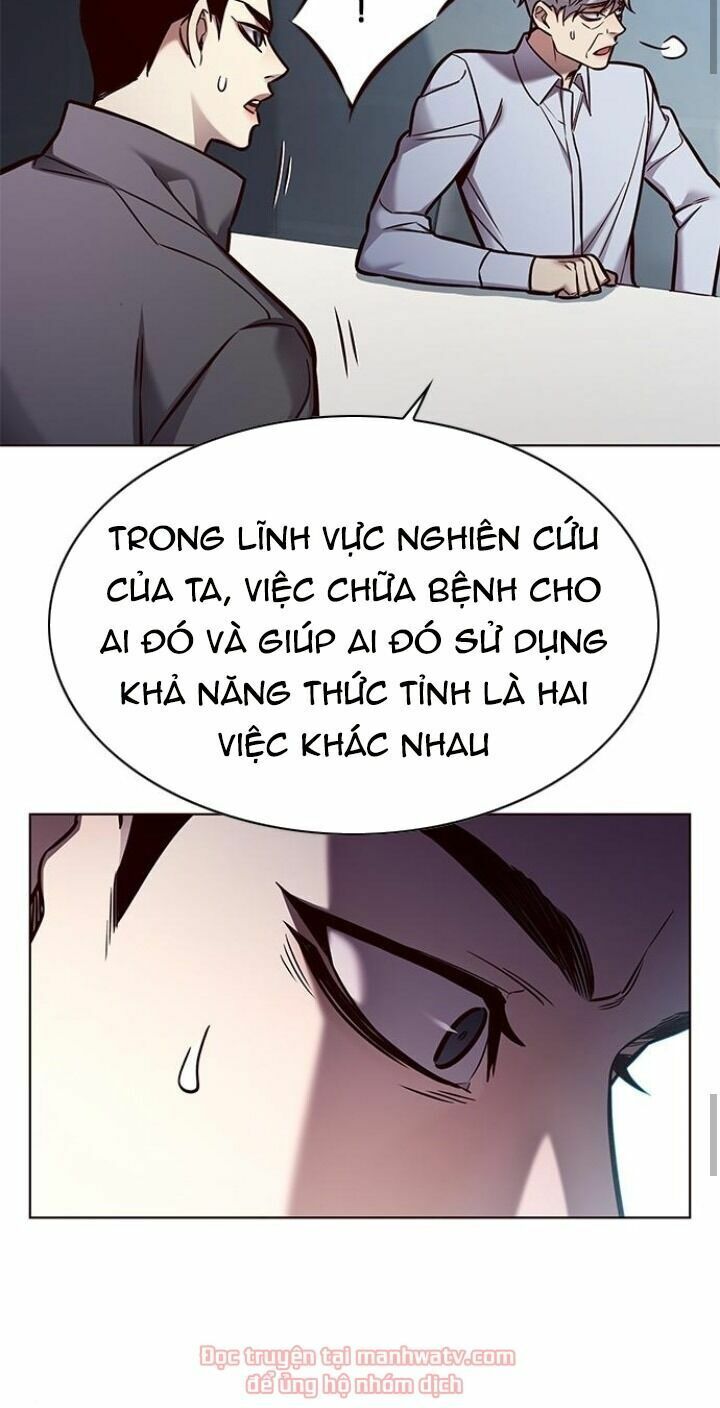 !
TRONG LĨNH VỰC NGHIÊN CỨU
CỦA TA, VIỆC CHỮA BỆNH CHO
AI ĐÓ VÀ GIÚP AI ĐÓ SỬ DỤNG
KHẢ NĂNG THỨC TỈNH LÀ HAI
VIỆC KHÁC NHAU
Đọc truyện tại manhwatv.com
để ủng hộ nhóm dịch